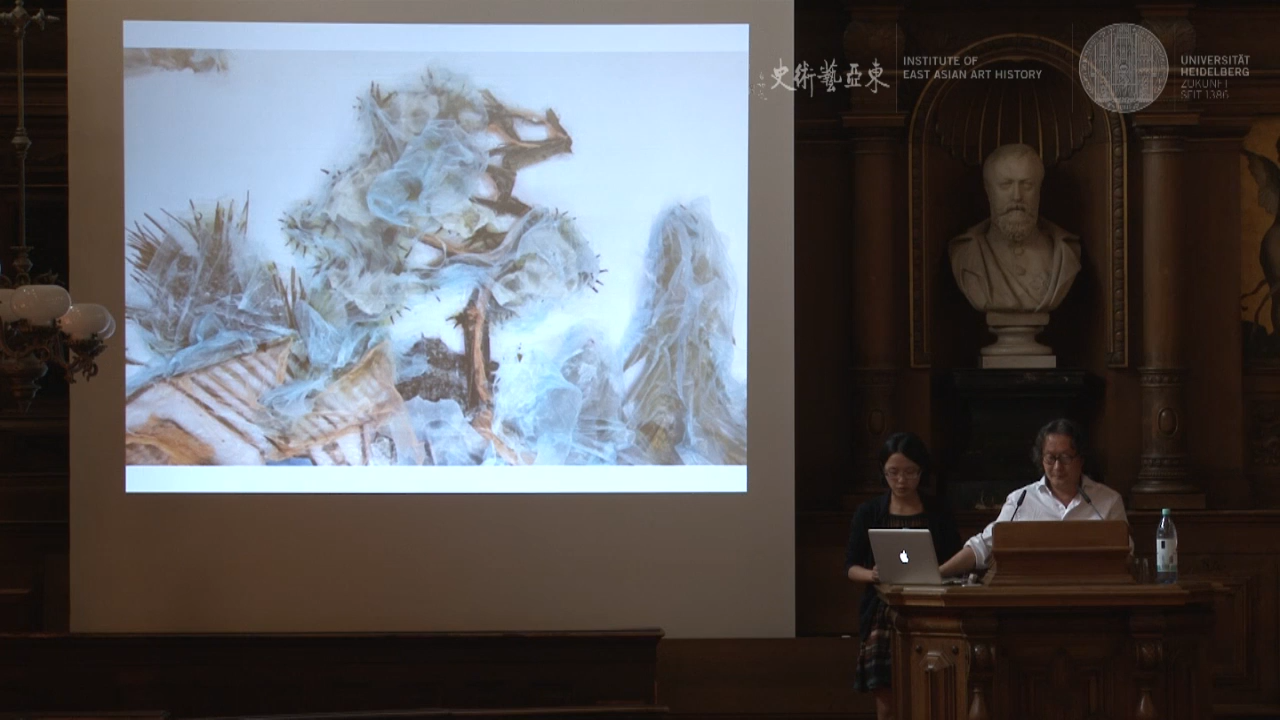 史術藝亞東
INSTITUTE OF
EAST ASIAN ART HISTORY
UNIVERSITÄT
HEIDELBERG
ZUKUNFT
SEIT 1386